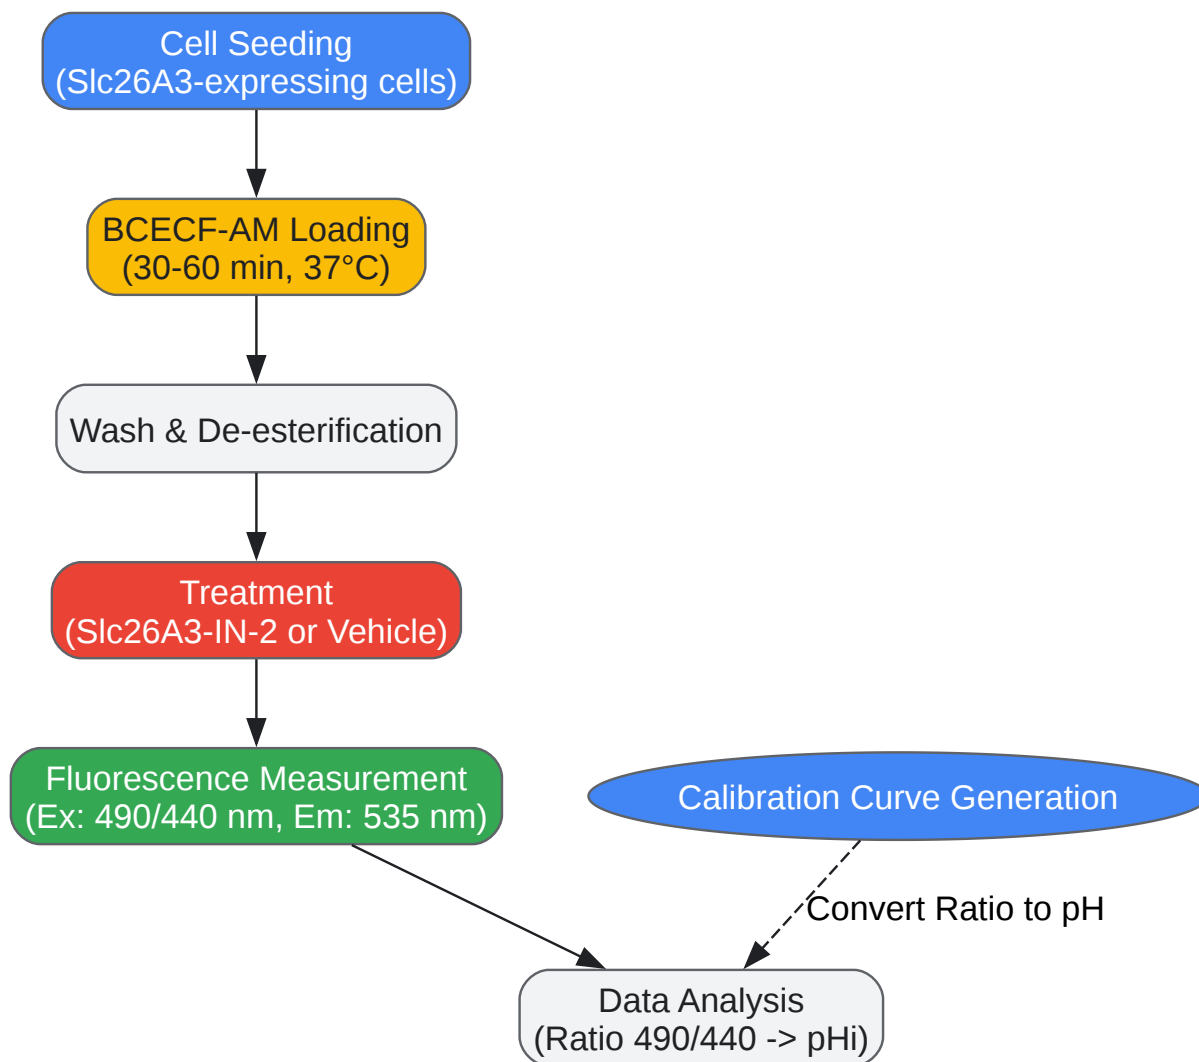 Cell Seeding
(Slc26A3-expressing cells)
BCECF-AM Loading
(30-60 min, 37°C)
Wash & De-esterification
Treatment
(Slc26A3-IN-2 or Vehicle)
Fluorescence Measurement
(Ex: 490/440 nm, Em: 535 nm)
Calibration Curve Generation
Convert Ratio to pH
Data Analysis
(Ratio 490/440 -> pHi)